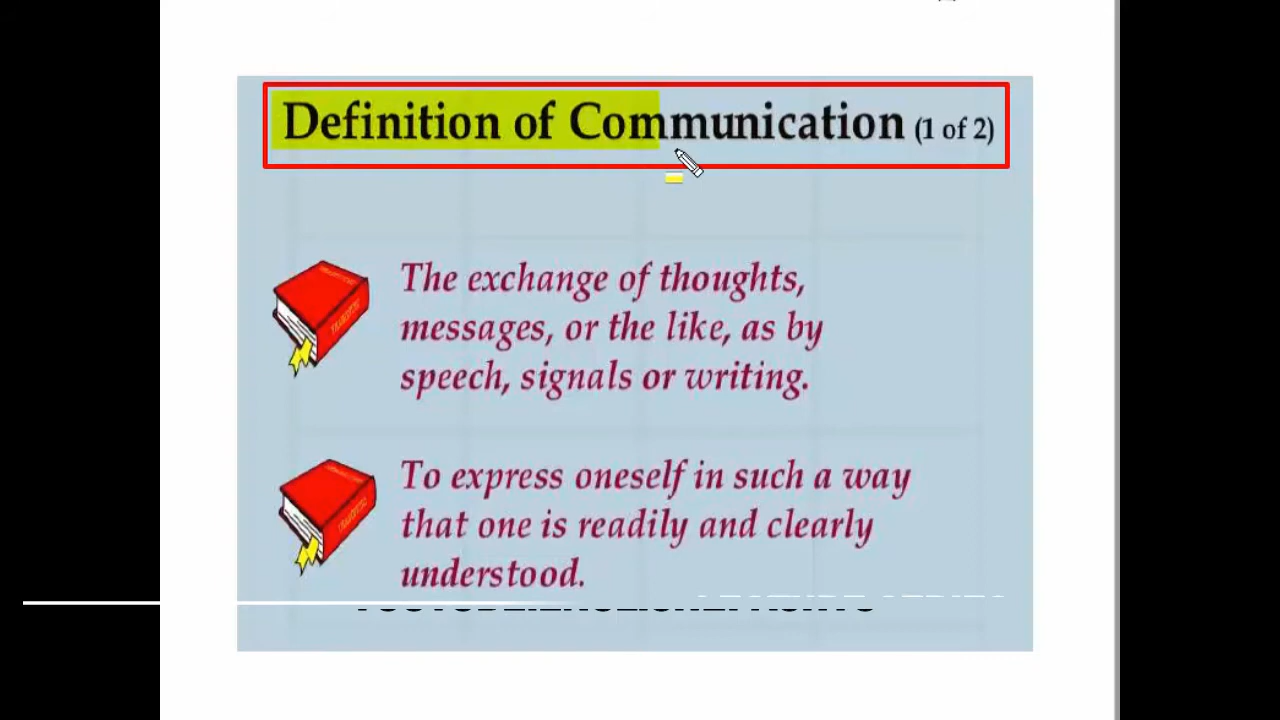 Definition of Communication (1 of 2)
The exchange of thoughts,
messages, or the like, as by
speech, signals or writing.
To express oneself in such a way
that one is readily and clearly
understood.